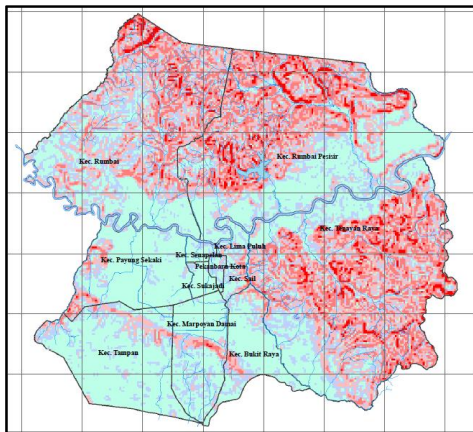 Kec. Rumbai
Kec. Rumbai Pesisir
Kec. Tenayan Raya
Kec. Lima Puluh
Kec. Senapelan
Kec. Payung Sekaki
Pekanbaru Kota
Kec. Sail
Kec. Sukajadi
Kec. Marpoyan Damai
Kec. Tampan
Kec. Bukit Raya